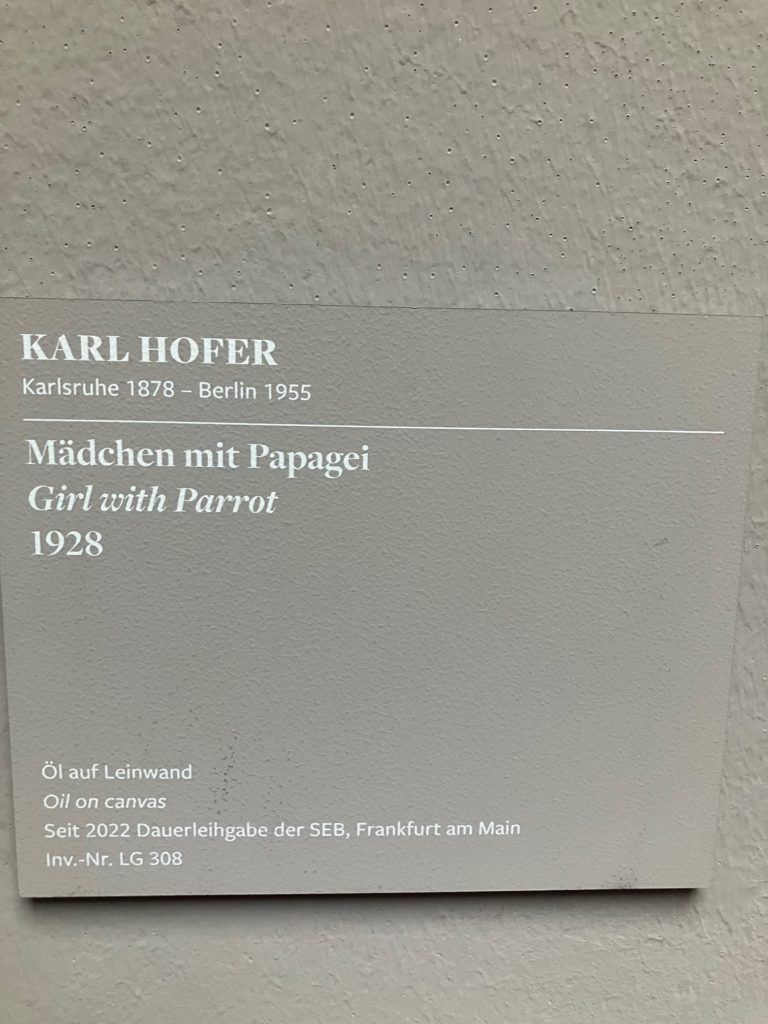 KARL HOFER
Karlsruhe 1878 – Berlin 1955
Mädchen mit Papagei
Girl with Parrot
1928
Öl auf Leinwand
Oil on canvas
Seit 2022 Dauerleihgabe der SEB, Frankfurt am Main
Inv.-Nr. LG 308